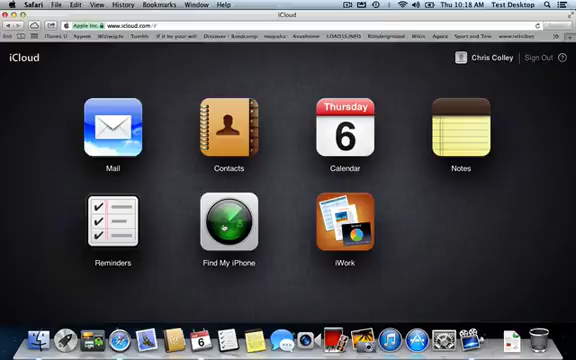 Safari File Edit View History Bookmarks Window Help Thu 10:18 AM Test Desktop
iCloud
Apple Inc. www.icloud.com/#
iCloud Chris Colley Sign Out ?
Thursday
6
Mail Contacts Calendar Notes
Reminders Find My iPhone iWork
6